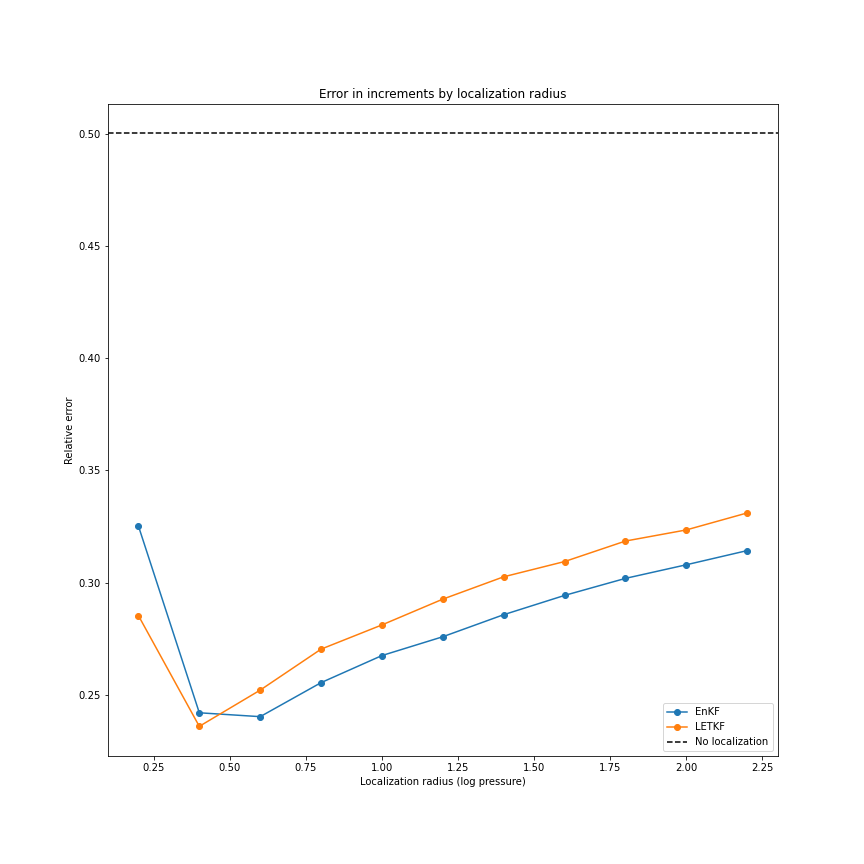 Error in increments by localization radius
0.50
0.45
0.40
0.35
0.30
0.25
Relative error
0.25 0.50 0.75 1.00 1.25 1.50 1.75 2.00 2.25
Localization radius (log pressure)
EnKF
LETKF
No localization